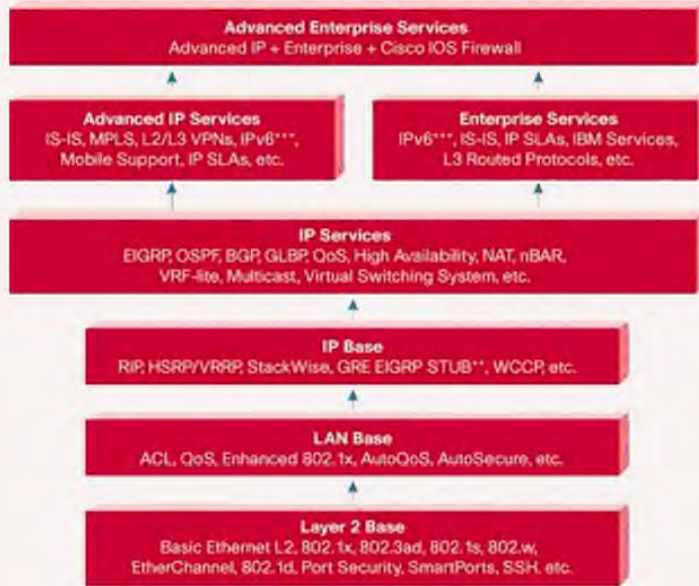 Advanced Enterprise Services
Advanced IP + Enterprise + Cisco IOS Firewall
Advanced IP Services
IS-IS, MPLS, L2/L3 VPNs, IPv6***,
Mobile Support, IP SLAs, etc.
Enterprise Services
IPv6***, IS-IS, IP SLAs, IBM Services,
L3 Routed Protocols, etc.
IP Services
EIGRP, OSPF, BGP, GLBP, QoS, High Availability, NAT, nBAR,
VRF-lite, Multicast, Virtual Switching System, etc.
IP Base
RIP, HSRP/VRRP, StackWise, GRE EIGRP STUB**, WCCP, etc.
LAN Base
ACL, QoS, Enhanced 802.1x, AutoQoS, AutoSecure, etc.
Layer 2 Base
Basic Ethernet L2, 802.1x, 802.3ad, 802.1s, 802.w,
EtherChannel, 802.1d, Port Security, SmartPorts, SSH, etc.